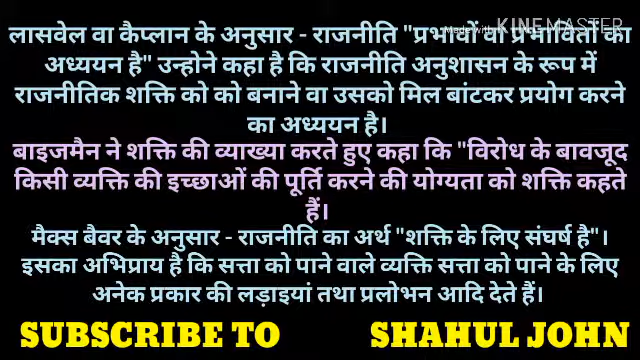 Made with KINEMASTER
लासवेल वा कैप्लान के अनुसार - राजनीति "प्रभावों वा प्रभावितों का
अध्ययन है" उन्होने कहा है कि राजनीति अनुशासन के रूप में
राजनीतिक शक्ति को को बनाने वा उसको मिल बांटकर प्रयोग करने
का अध्ययन है।
बाइजमैन ने शक्ति की व्याख्या करते हुए कहा कि "विरोध के बावजूद
किसी व्यक्ति की इच्छाओं की पूर्ति करने की योग्यता को शक्ति कहते
हैं।
मैक्स बैवर के अनुसार - राजनीति का अर्थ "शक्ति के लिए संघर्ष है"।
इसका अभिप्राय है कि सत्ता को पाने वाले व्यक्ति सत्ता को पाने के लिए
अनेक प्रकार की लड़ाइयां तथा प्रलोभन आदि देते हैं।
SUBSCRIBE TO SHAHUL JOHN